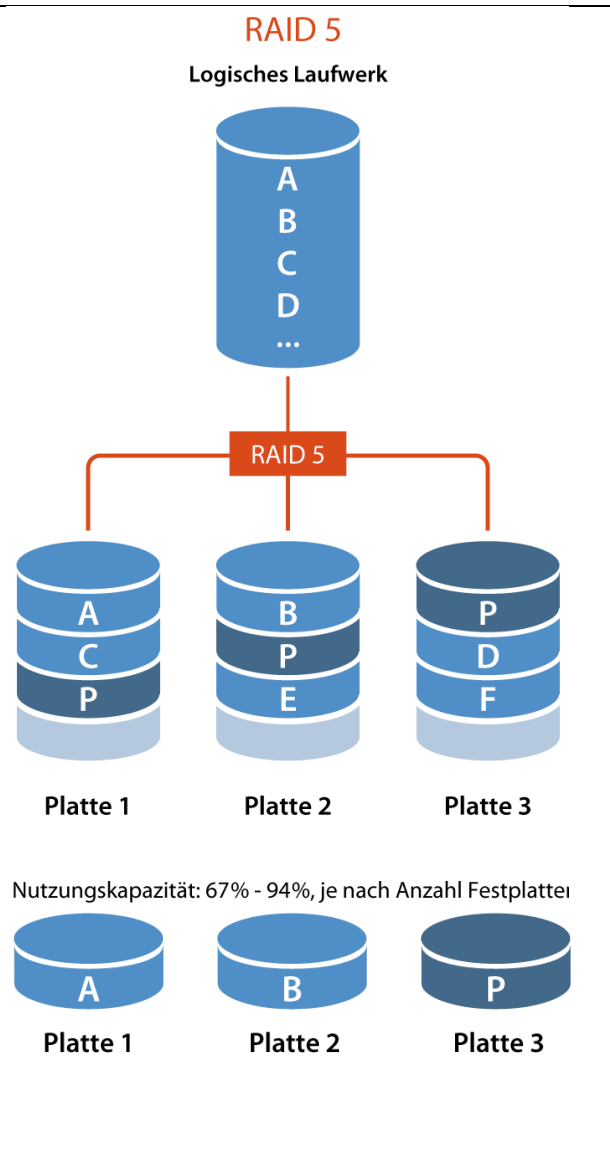 RAID 5
Logisches Laufwerk
A
B
C
D
...
RAID 5
A B P
C P D
P E F
Platte 1 Platte 2 Platte 3
Nutzungskapazität: 67% - 94%, je nach Anzahl Festplatten
A B P
Platte 1 Platte 2 Platte 3